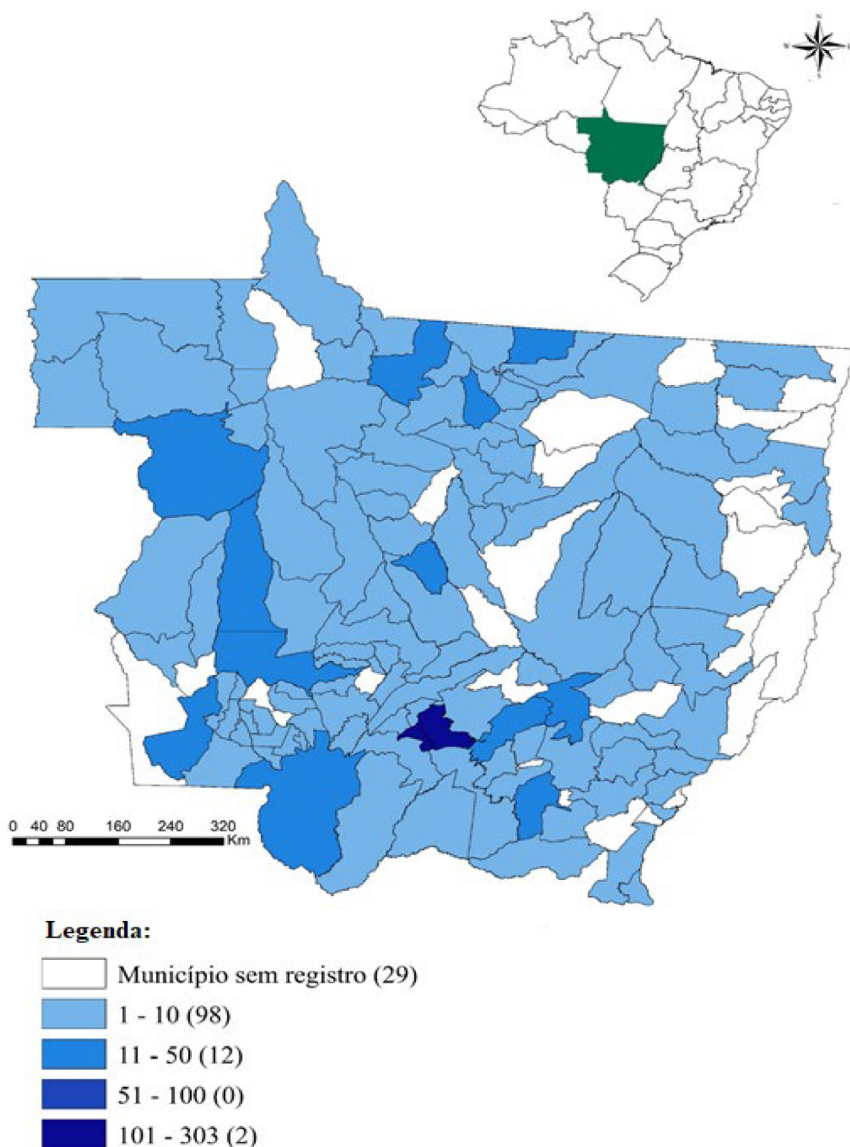 N
W
S
0 40 80 160 240 320
Km
Legenda:
Município sem registro (29)
1 - 10 (98)
11 - 50 (12)
51 - 100 (0)
101 - 303 (2)